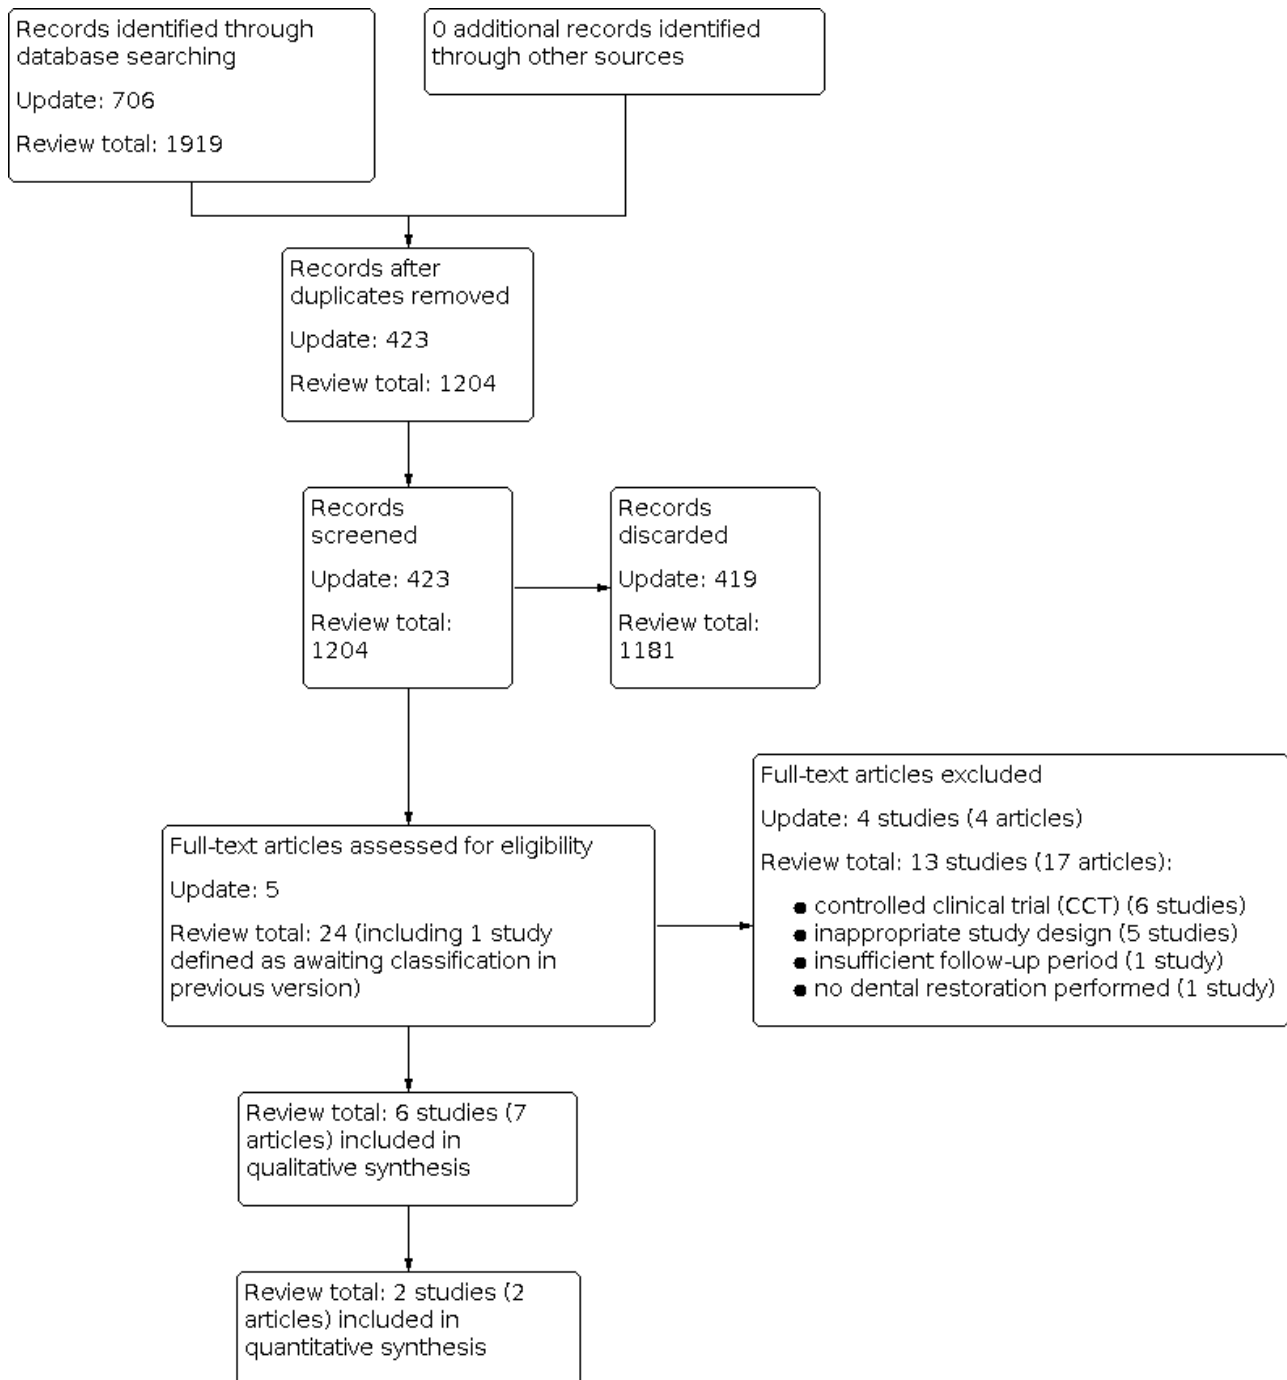 Records identified through
database searching
Update: 706
Review total: 1919
0 additional records identified
through other sources
Records after
duplicates removed
Update: 423
Review total: 1204
Records
screened
Update: 423
Review total:
1204
Records
discarded
Update: 419
Review total:
1181
Full-text articles assessed for eligibility
Update: 5
Review total: 24 (including 1 study
defined as awaiting classification in
previous version)
Full-text articles excluded
Update: 4 studies (4 articles)
Review total: 13 studies (17 articles):
● controlled clinical trial (CCT) (6 studies)
● inappropriate study design (5 studies)
● insufficient follow-up period (1 study)
● no dental restoration performed (1 study)
Review total: 6 studies (7
articles) included in
qualitative synthesis
Review total: 2 studies (2
articles) included in
quantitative synthesis